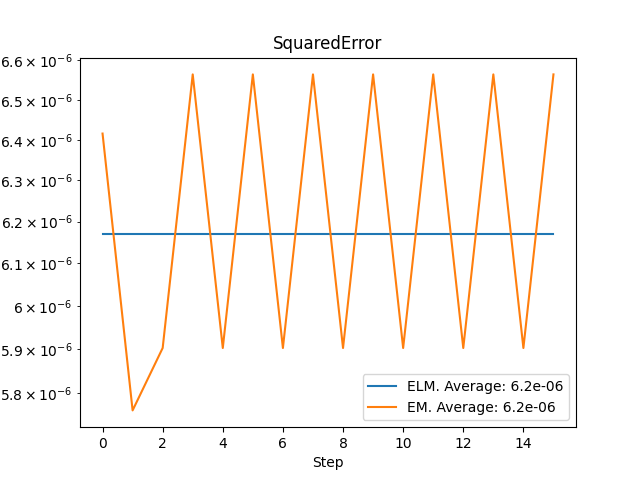 SquaredError
6.6 × 10⁻⁶
6.5 × 10⁻⁶
6.4 × 10⁻⁶
6.3 × 10⁻⁶
6.2 × 10⁻⁶
6.1 × 10⁻⁶
6 × 10⁻⁶
5.9 × 10⁻⁶
5.8 × 10⁻⁶
ELM. Average: 6.2e-06
EM. Average: 6.2e-06
0 2 4 6 8 10 12 14
Step